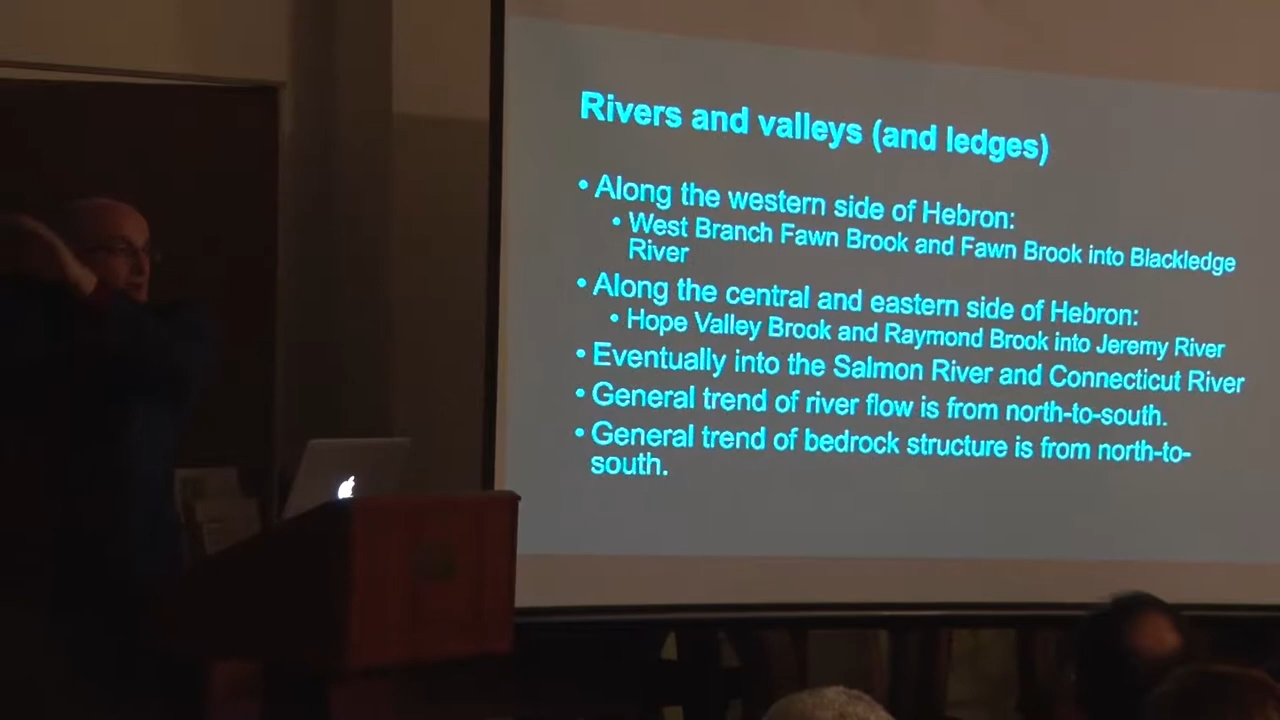 Rivers and valleys (and ledges)
• Along the western side of Hebron:
• West Branch Fawn Brook and Fawn Brook into Blackledge
River
• Along the central and eastern side of Hebron:
• Hope Valley Brook and Raymond Brook into Jeremy River
• Eventually into the Salmon River and Connecticut River
• General trend of river flow is from north-to-south.
• General trend of bedrock structure is from north-to-
south.